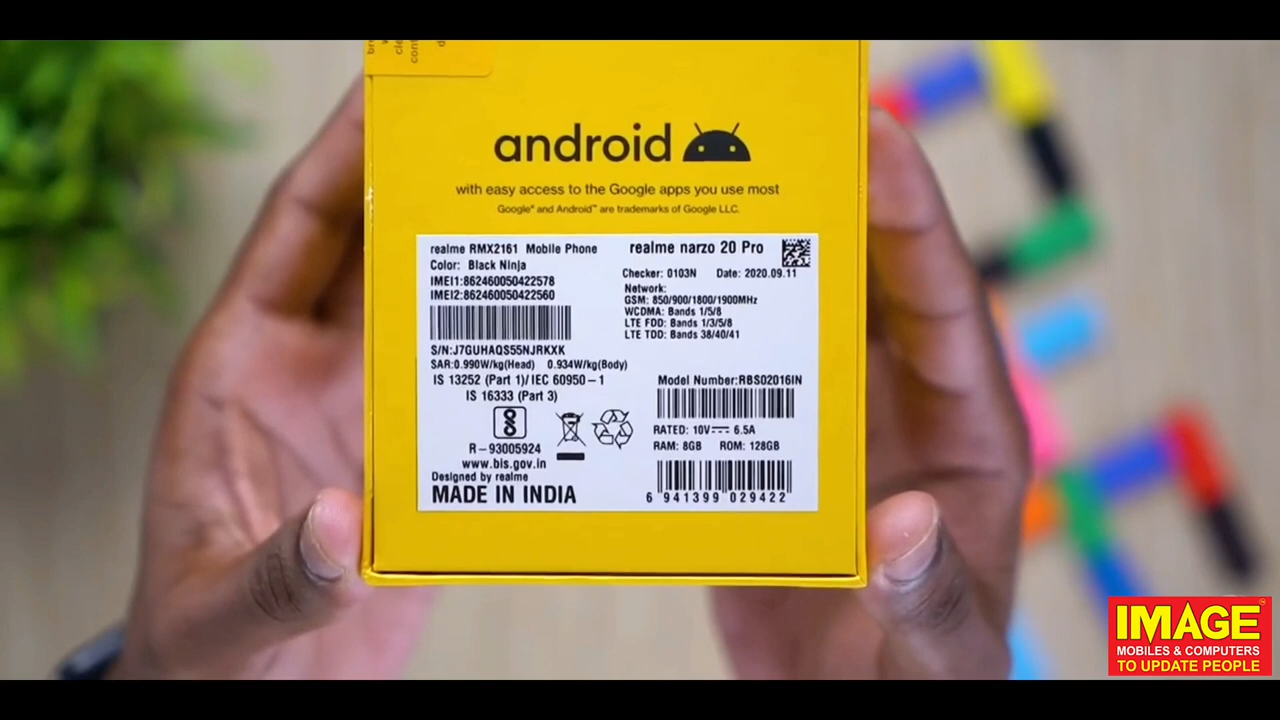 android
with easy access to the Google apps you use most
Google® and Android™ are trademarks of Google LLC.
realme RMX2161 Mobile Phone
realme narzo 20 Pro
Color: Black Ninja
IMEI1:862460050422578
IMEI2:862460050422560
Checker: 0103N Date: 2020.09.11
Network:
GSM: 850/900/1800/1900MHz
WCDMA: Bands 1/5/8
LTE FDD: Bands 1/3/5/8
LTE TDD: Bands 38/40/41
S/N:J7GUHAQS55NJRKXK
SAR:0.990W/kg(Head) 0.934W/kg(Body)
IS 13252 (Part 1)/IEC 60950-1
IS 16333 (Part 3)
R-93005924
www.bis.gov.in
Designed by realme
MADE IN INDIA
Model Number:RBS02016IN
RATED: 10V⎓ 6.5A
RAM: 8GB ROM: 128GB
6 941399 029422
IMAGE
MOBILES & COMPUTERS
TO UPDATE PEOPLE